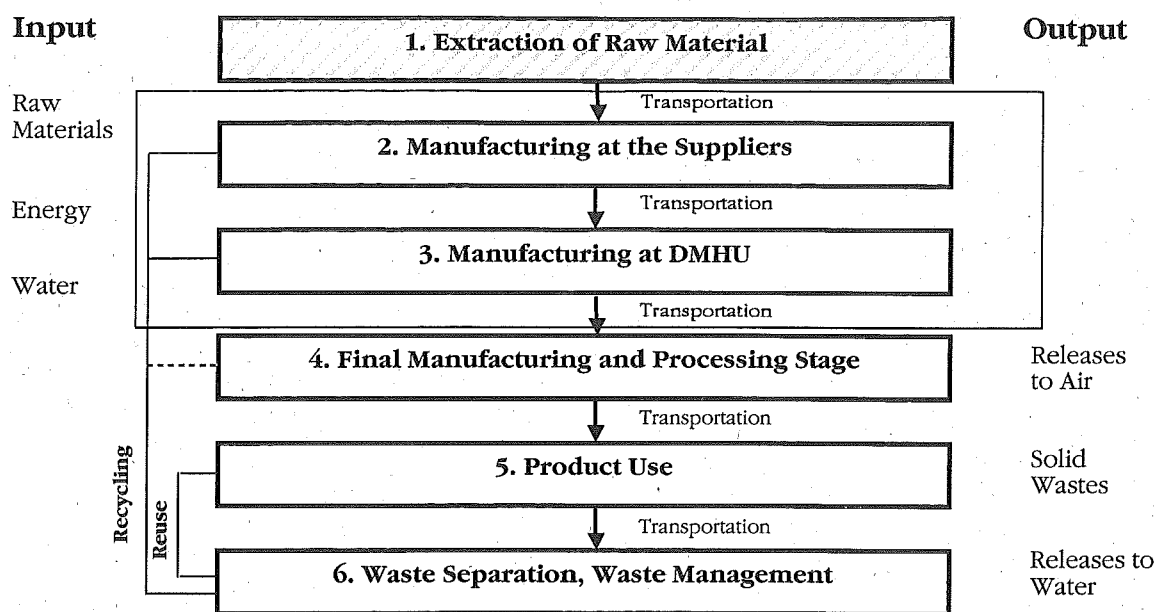 Input
Output
1. Extraction of Raw Material
Raw
Materials
Transportation
2. Manufacturing at the Suppliers
Energy
Transportation
3. Manufacturing at DMHU
Water
Transportation
4. Final Manufacturing and Processing Stage
Releases
to Air
Transportation
Recycling
Reuse
5. Product Use
Solid
Wastes
Transportation
6. Waste Separation, Waste Management
Releases to
Water